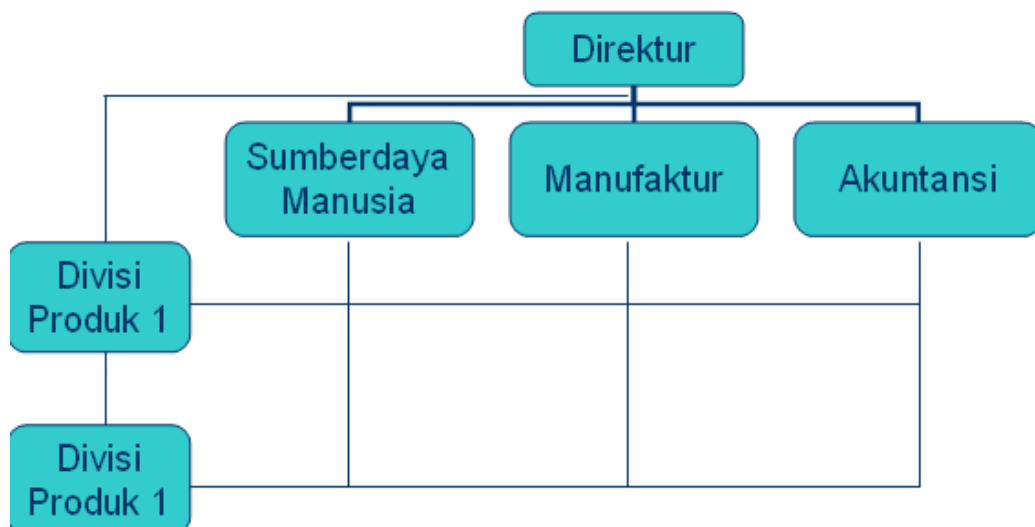 Direktur
Sumberdaya
Manusia
Manufaktur
Akuntansi
Divisi
Produk 1
Divisi
Produk 1